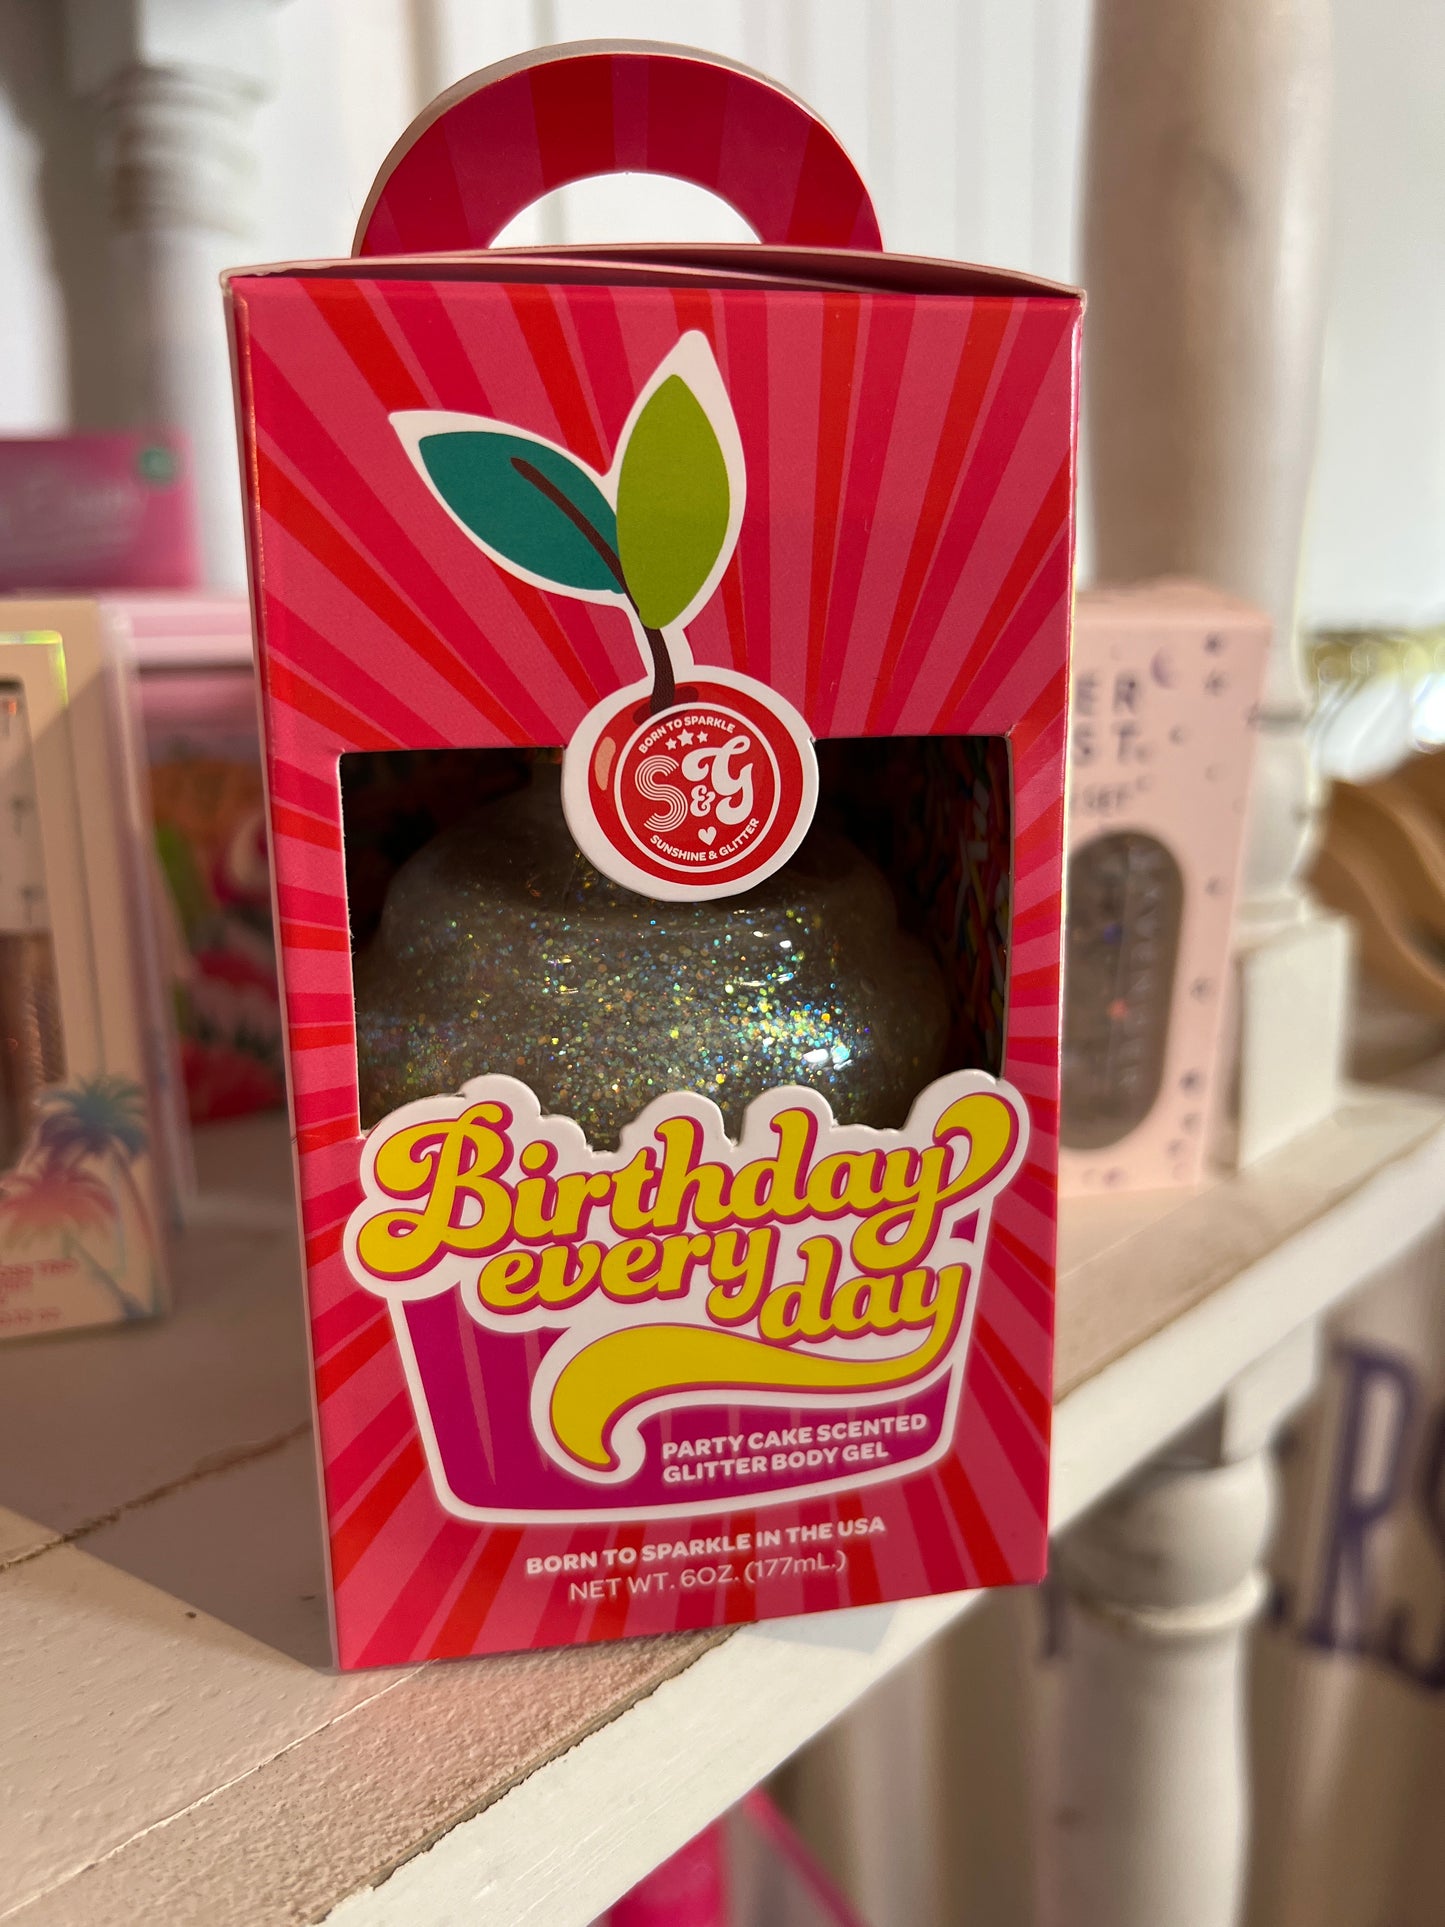 BORN TO SPARKLE
S&G
SUNSHINE & GLITTER
Birthday
every
day
PARTY CAKE SCENTED
GLITTER BODY GEL
BORN TO SPARKLE IN THE USA
NET WT. 6OZ. (177mL.)